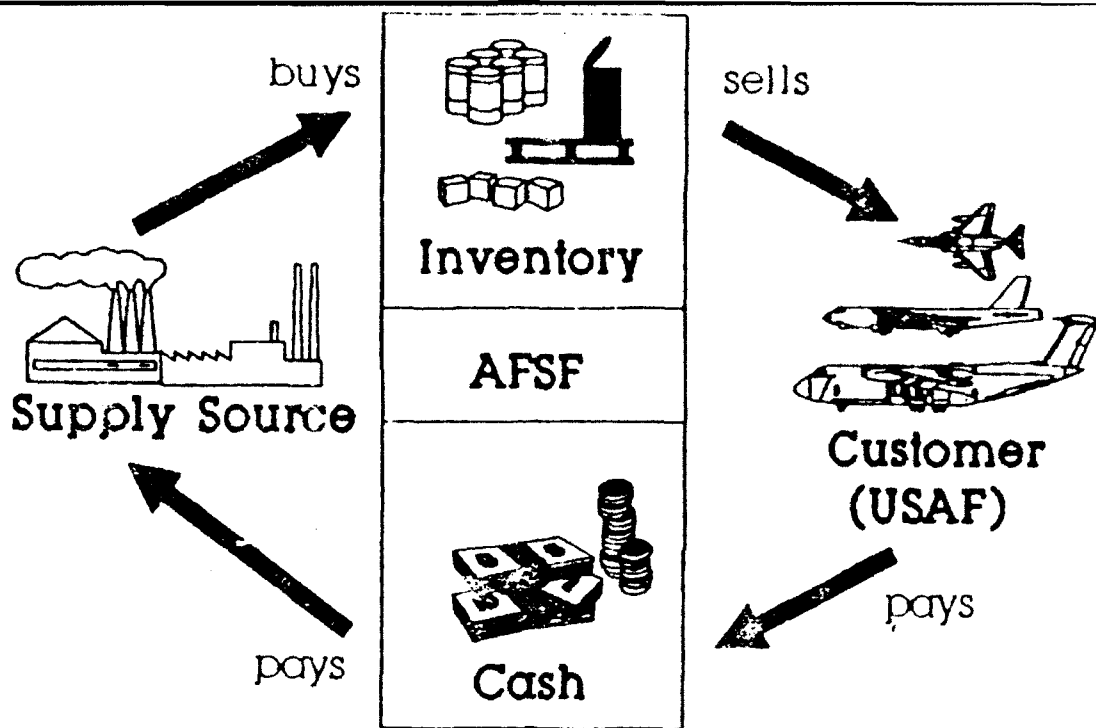 buys
sells
Inventory
AFSF
Supply Source
Customer
(USAF)
pays
pays
Cash